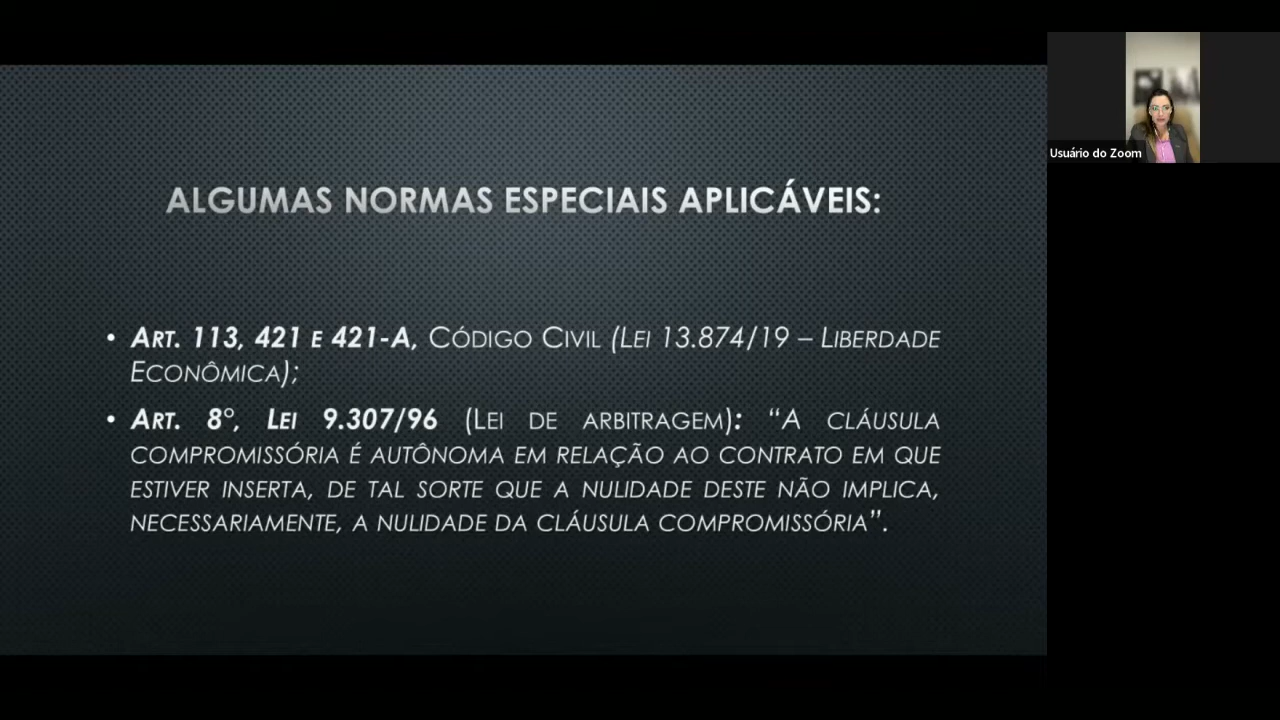 ALGUMAS NORMAS ESPECIAIS APLICÁVEIS:
• ART. 113, 421 E 421-A, CÓDIGO CIVIL (LEI 13.874/19 – LIBERDADE
ECONÔMICA);
• ART. 8°, LEI 9.307/96 (LEI DE ARBITRAGEM): “A CLÁUSULA
COMPROMISSÓRIA É AUTÔNOMA EM RELAÇÃO AO CONTRATO EM QUE
ESTIVER INSERTA, DE TAL SORTE QUE A NULIDADE DESTE NÃO IMPLICA,
NECESSARIAMENTE, A NULIDADE DA CLÁUSULA COMPROMISSÓRIA”.
Usuário do Zoom